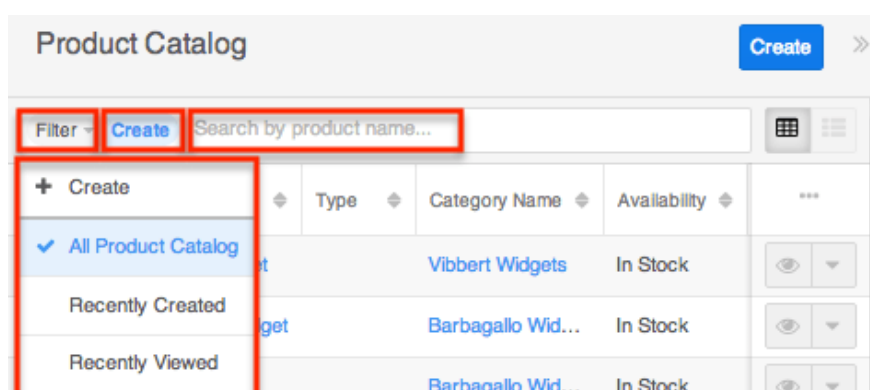 Product Catalog
Create
Filter
Create
Search by product name...
Create
Type
Category Name
Availability
All Product Catalog
Vibbert Widgets
In Stock
Recently Created
Barbagallo Wid...
In Stock
Recently Viewed
Barbagallo Wid...
In Stock